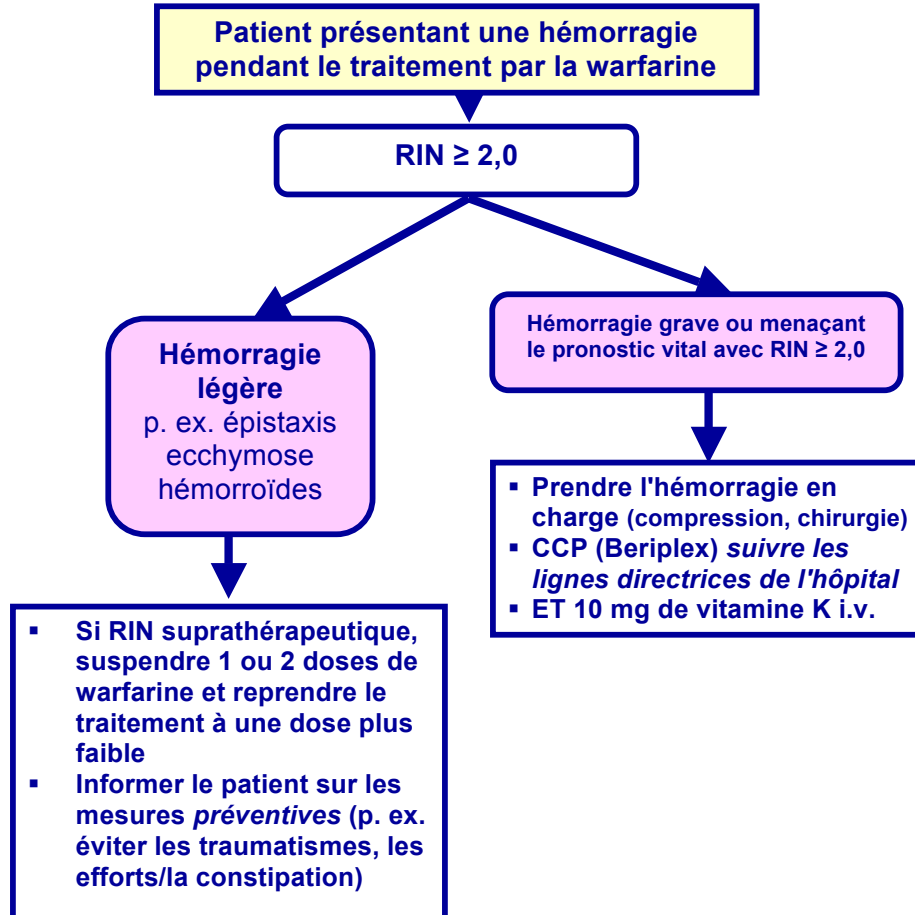 Patient présentant une hémorragie
pendant le traitement par la warfarine
RIN ≥ 2,0
Hémorragie
légère
p. ex. épistaxis
ecchymose
hémorroïdes
Hémorragie grave ou menaçant
le pronostic vital avec RIN ≥ 2,0
▪ Prendre l'hémorragie en
charge (compression, chirurgie)
▪ CCP (Beriplex) suivre les
lignes directrices de l'hôpital
▪ ET 10 mg de vitamine K i.v.
▪ Si RIN suprathérapeutique,
suspendre 1 ou 2 doses de
warfarine et reprendre le
traitement à une dose plus
faible
▪ Informer le patient sur les
mesures préventives (p. ex.
éviter les traumatismes, les
efforts/la constipation)